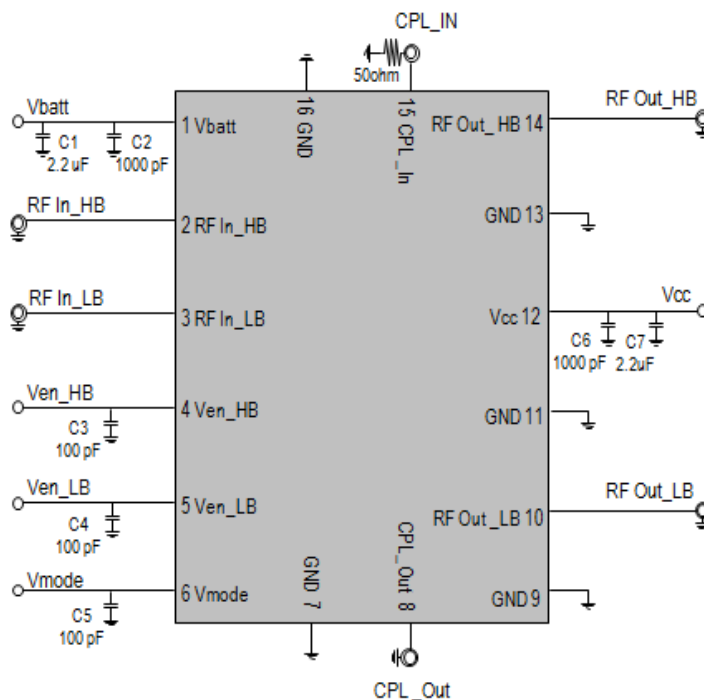 CPL_IN
50ohm
Vbatt
C1
2.2 uF
C2
1000 pF
1 Vbatt
16 GND
15 CPL_In
RF Out_HB 14
RF Out_HB
RF In_HB
2 RF In_HB
GND 13
RF In_LB
3 RF In_LB
Vcc 12
Vcc
C6
1000 pF
C7
2.2uF
Ven_HB
C3
100 pF
4 Ven_HB
GND 11
Ven_LB
C4
100 pF
5 Ven_LB
RF Out_LB 10
RF Out_LB
Vmode
C5
100 pF
6 Vmode
GND 7
CPL_Out 8
GND 9
CPL_Out